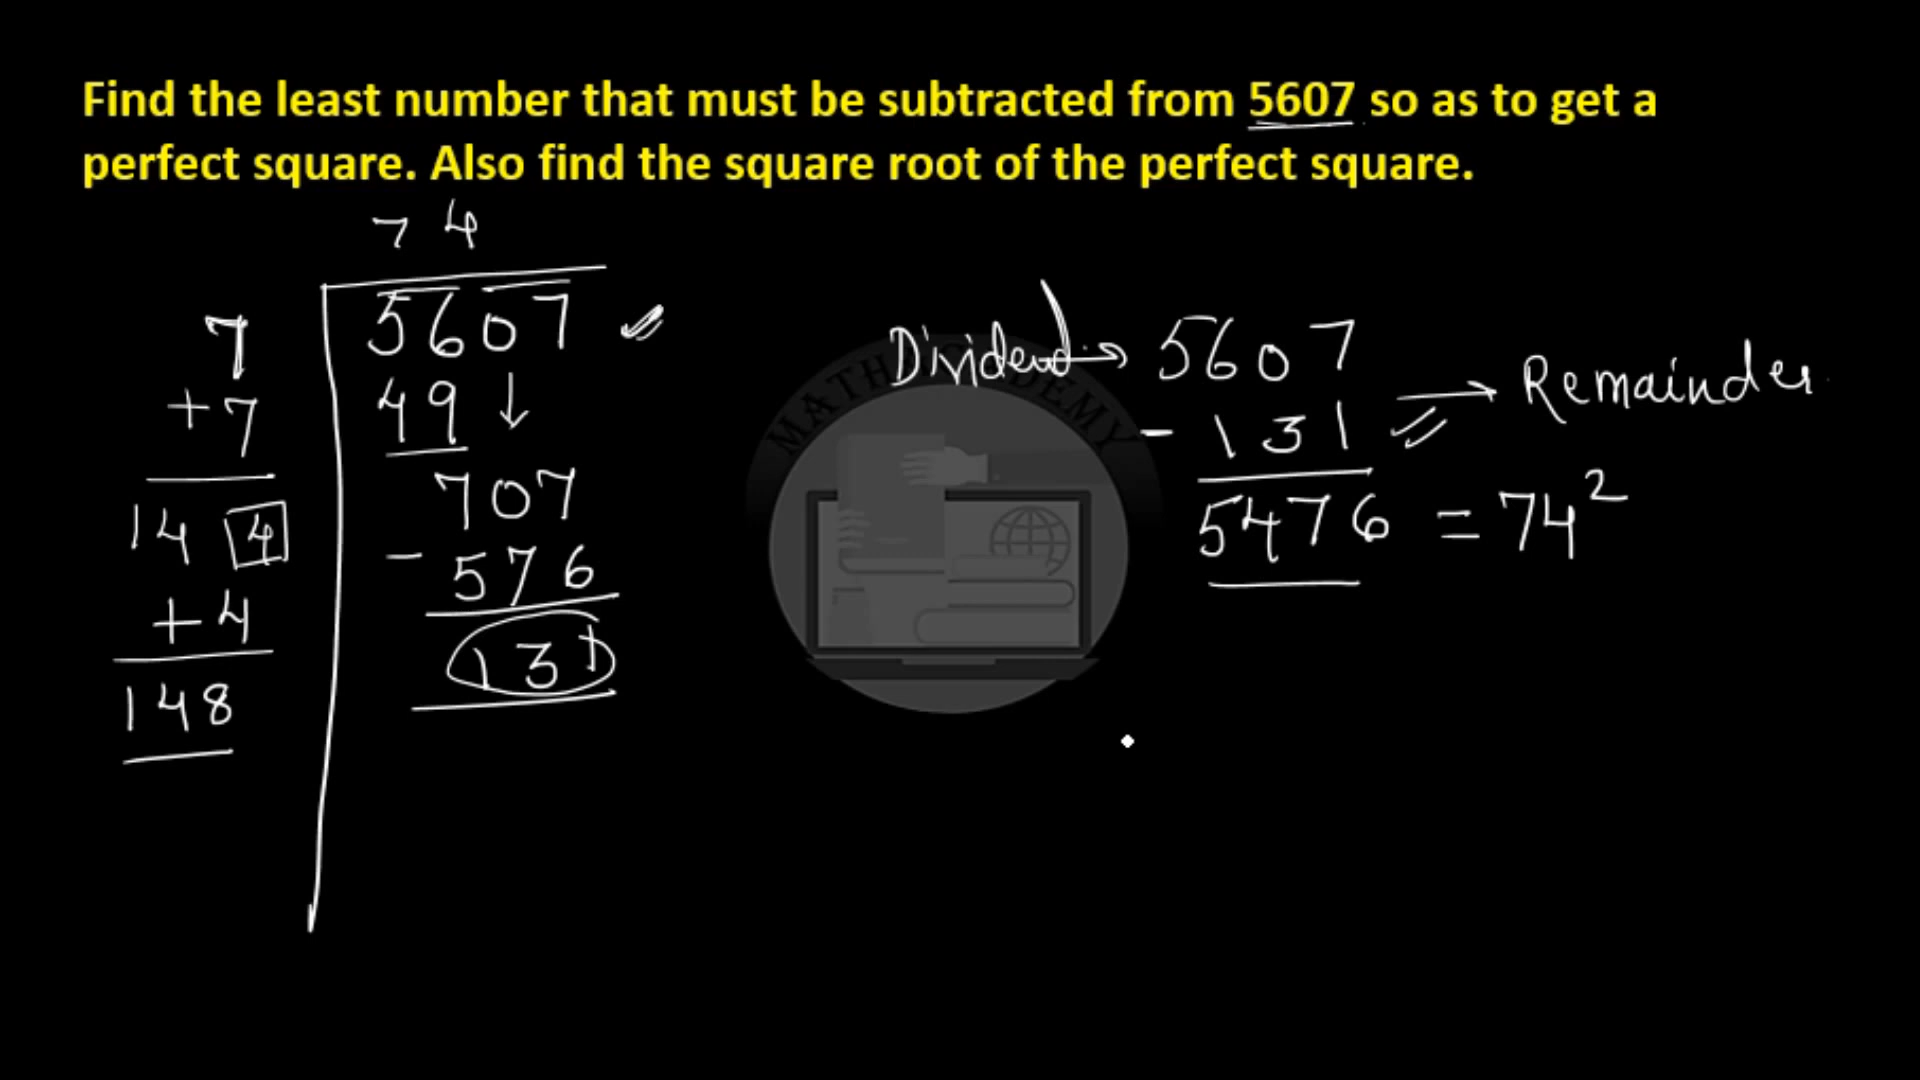 Find the least number that must be subtracted from 5607 so as to get a
perfect square. Also find the square root of the perfect square.
7 4
7
+7
14 4
+4
148
5607
49 ↓
707
- 576
131
Dividend → 5607
- 131 → Remainder
5476 = 74²
MATH
DEMY